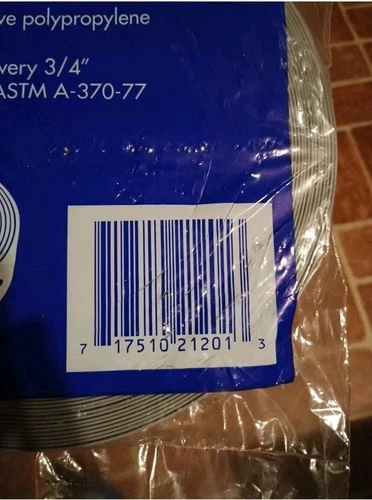 ve polypropylene
very 3/4"
ASTM A-370-77
7 17510 21201 3